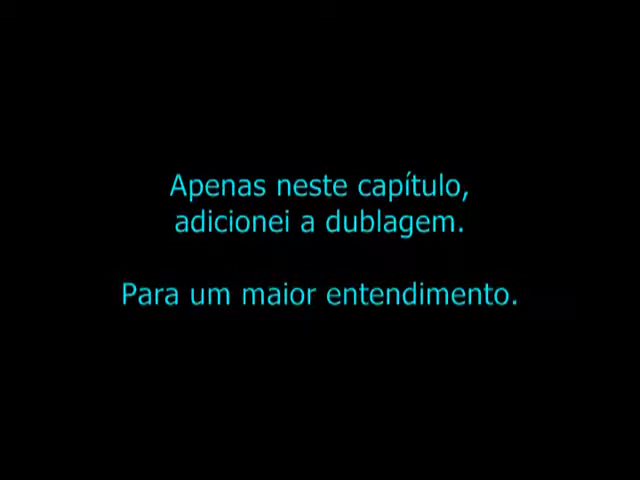 Apenas neste capítulo,
adicionei a dublagem.
Para um maior entendimento.